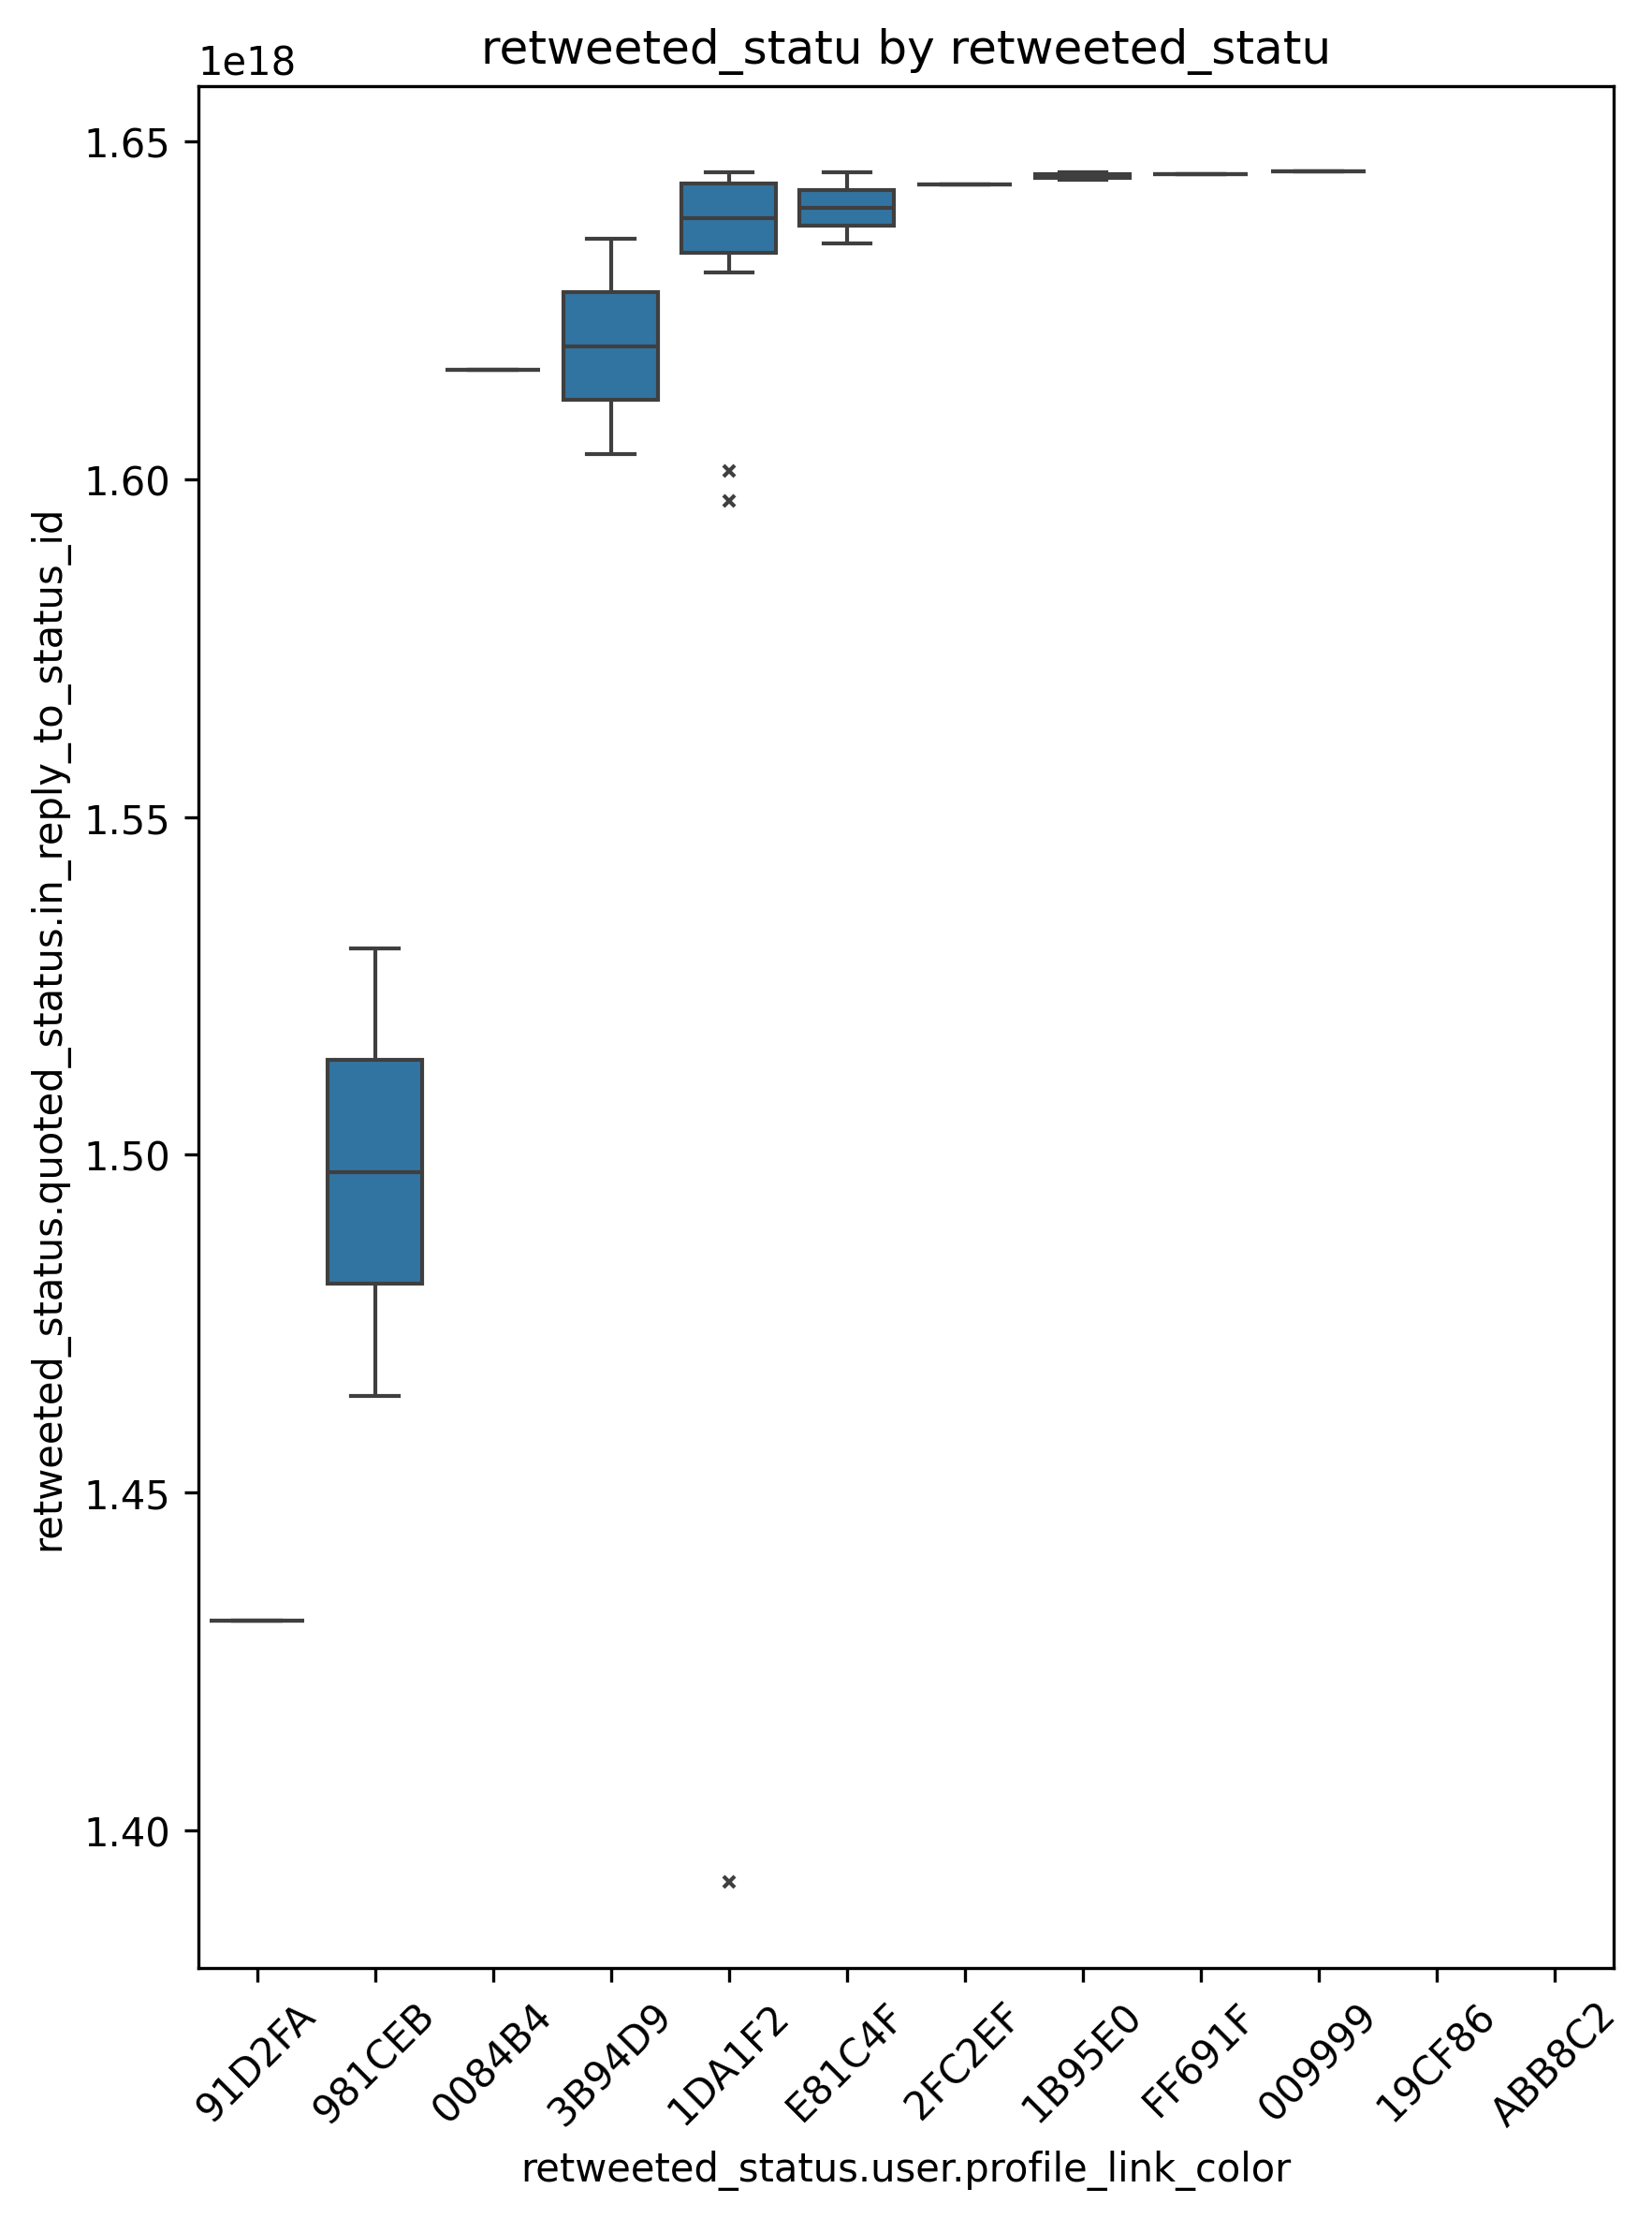 retweeted_statu by retweeted_statu
1e18
1.65
1.60
1.55
1.50
1.45
1.40
retweeted_status.quoted_status.in_reply_to_status_id
91D2FA
981CEB
0084B4
3B94D9
1DA1F2
E81C4F
2FC2EF
1B95E0
FF691F
009999
19CF86
ABB8C2
retweeted_status.user.profile_link_color